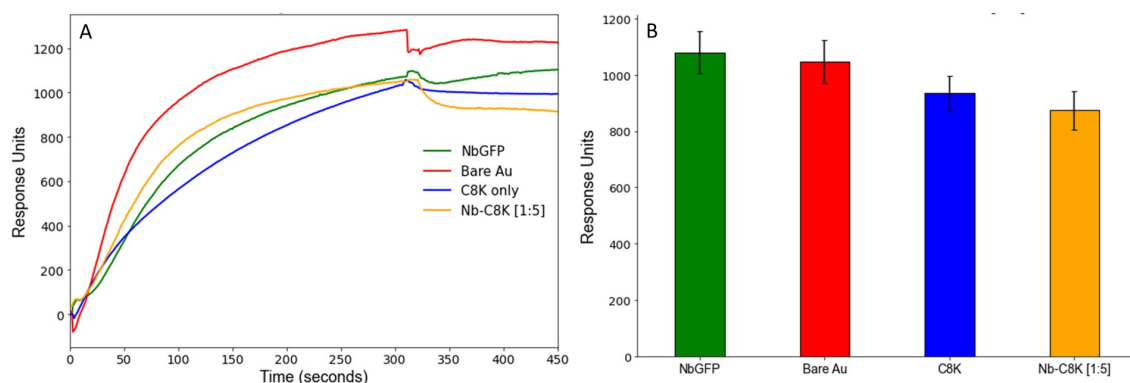 A
1200
1000
800
600
400
200
0
Response Units
NbGFP
Bare Au
C8K only
Nb-C8K [1:5]
0 50 100 150 200 250 300 350 400 450
Time (seconds)
B
1200
1000
800
600
400
200
0
Response Units
NbGFP Bare Au C8K Nb-C8K [1:5]